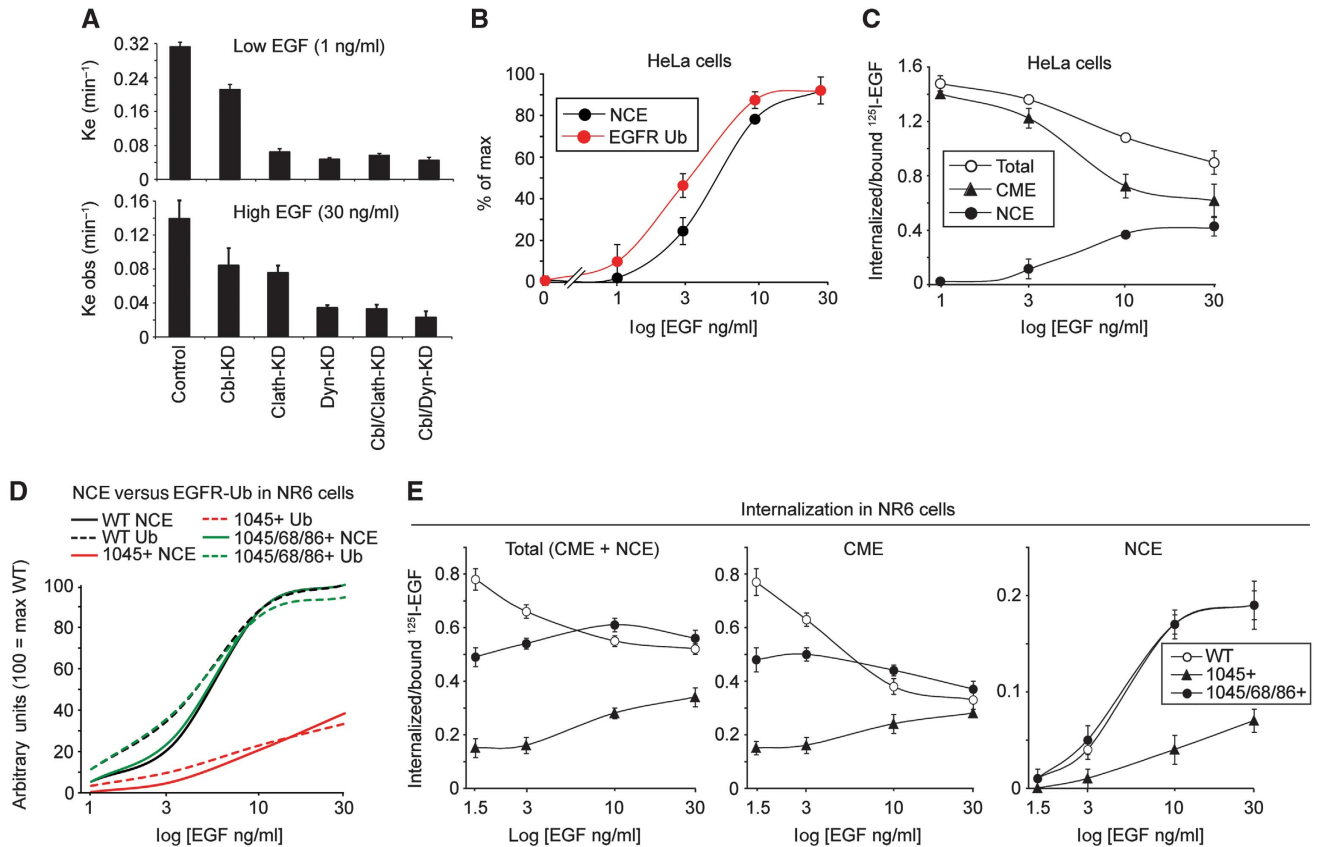 A
Low EGF (1 ng/ml)
Ke (min⁻¹)
0.32
0.24
0.16
0.08
0
High EGF (30 ng/ml)
Ke obs (min⁻¹)
0.16
0.12
0.08
0.04
0
Control
Cbl-KD
Clath-KD
Dyn-KD
Cbl/Clath-KD
Cbl/Dyn-KD
B
HeLa cells
NCE
EGFR Ub
% of max
100
80
60
40
20
0
0 1 3 10 30
log [EGF ng/ml]
C
HeLa cells
Internalized/bound ¹²⁵I-EGF
1.6
1.2
0.8
0.4
0
Total
CME
NCE
1 3 10 30
log [EGF ng/ml]
D
NCE versus EGFR-Ub in NR6 cells
WT NCE
WT Ub
1045+ NCE
1045+ Ub
1045/68/86+ NCE
1045/68/86+ Ub
Arbitrary units (100 = max WT)
100
80
60
40
20
0
1 3 10 30
log [EGF ng/ml]
E
Internalization in NR6 cells
Total (CME + NCE)
Internalized/bound ¹²⁵I-EGF
0.8
0.6
0.4
0.2
0
1.5 3 10 30
Log [EGF ng/ml]
CME
0.8
0.6
0.4
0.2
0
1.5 3 10 30
log [EGF ng/ml]
NCE
0.2
0.1
0
WT
1045+
1045/68/86+
1.5 3 10 30
log [EGF ng/ml]